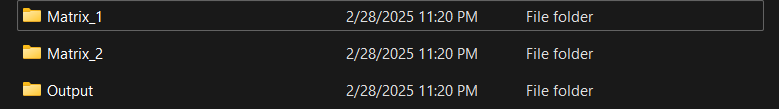 Matrix_1 2/28/2025 11:20 PM File folder
Matrix_2 2/28/2025 11:20 PM File folder
Output 2/28/2025 11:20 PM File folder